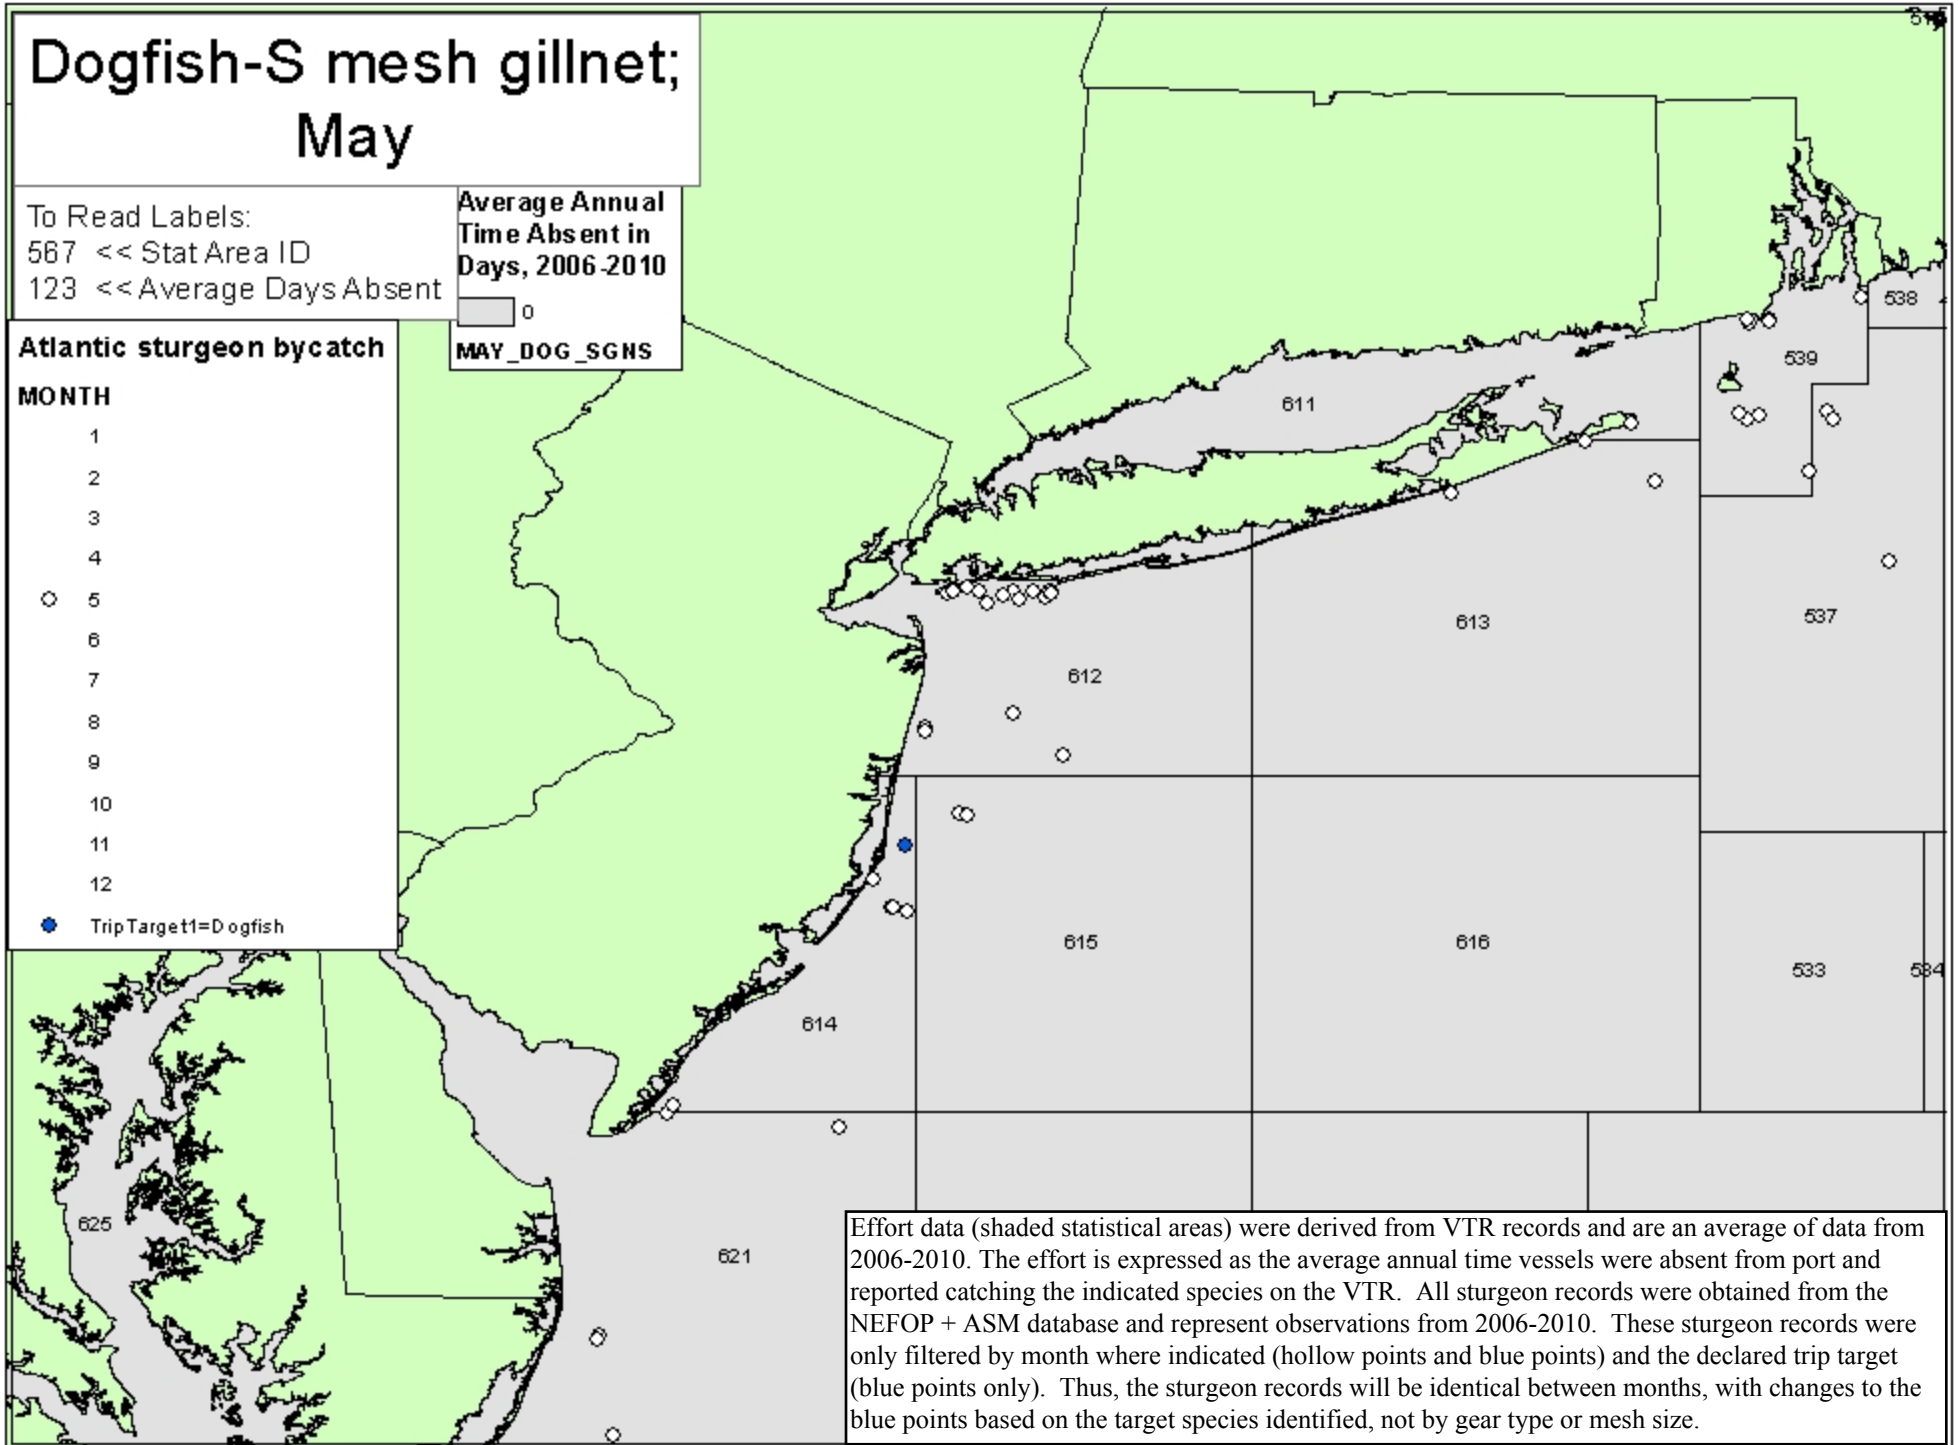 Dogfish-S mesh gillnet;
May
To Read Labels:
567 << Stat Area ID
123 << Average Days Absent
Average Annual
Time Absent in
Days, 2006-2010
0
MAY_DOG_SGNS
Atlantic sturgeon bycatch
MONTH
1
2
3
4
5
6
7
8
9
10
11
12
TripTarget1=Dogfish
538
539
611
537
613
612
615
616
533
534
614
625
621
Effort data (shaded statistical areas) were derived from VTR records and are an average of data from
2006-2010. The effort is expressed as the average annual time vessels were absent from port and
reported catching the indicated species on the VTR.  All sturgeon records were obtained from the
NEFOP + ASM database and represent observations from 2006-2010.  These sturgeon records were
only filtered by month where indicated (hollow points and blue points) and the declared trip target
(blue points only).  Thus, the sturgeon records will be identical between months, with changes to the
blue points based on the target species identified, not by gear type or mesh size.